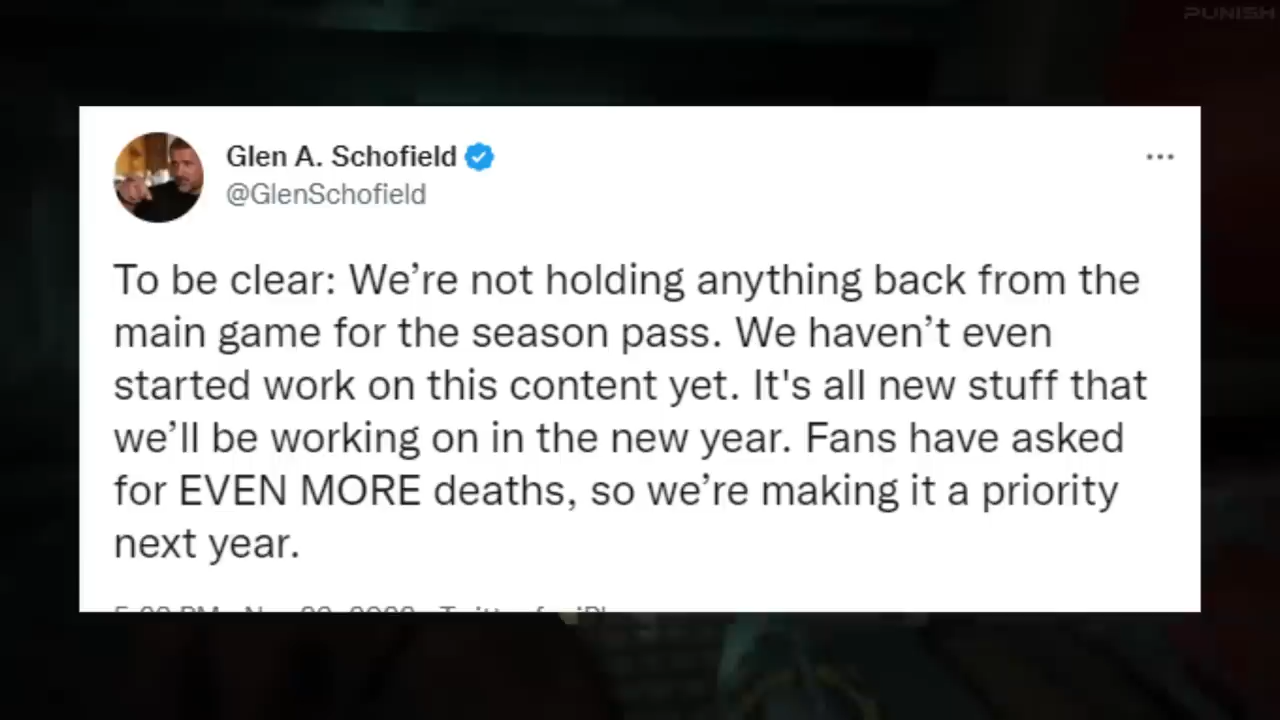 PUNISH
Glen A. Schofield
@GlenSchofield
To be clear: We’re not holding anything back from the
main game for the season pass. We haven’t even
started work on this content yet. It's all new stuff that
we’ll be working on in the new year. Fans have asked
for EVEN MORE deaths, so we’re making it a priority
next year.